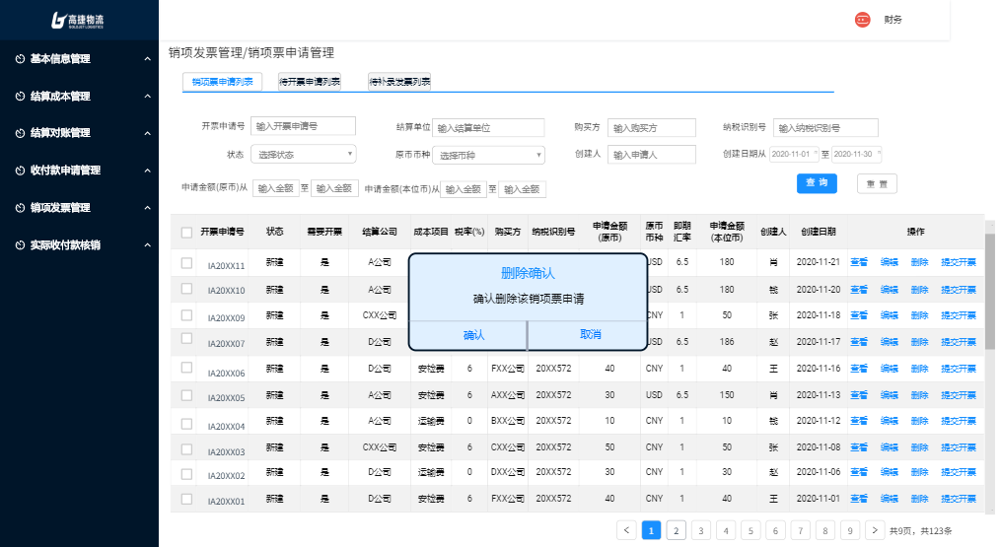 高捷物流
财务
基本信息管理
结算成本管理
结算对账管理
收付款申请管理
销项发票管理
实际收付款核销
销项发票管理/销项票申请管理
销项票申请列表 待开票申请列表 待补录发票列表
开票申请号 输入开票申请号 结算单位 输入结算单位 购买方 输入购买方 纳税识别号 输入纳税识别号
状态 选择状态 原币币种 选择币种 创建人 输入申请人 创建日期从 2020-11-01 至 2020-11-30
申请金额(原币)从 输入金额 至 输入金额 申请金额(本位币)从 输入金额 至 输入金额
查 询 重 置
开票申请号 状态 需要开票 结算公司 成本项目 税率(%) 购买方 纳税识别号 申请金额(原币) 原币币种 即期汇率 申请金额(本位币) 创建人 创建日期 操作
IA20XX11 新建 是 A公司 USD 6.5 180 肖 2020-11-21 查看 编辑 删除 提交开票
IA20XX10 新建 是 A公司 USD 6.5 180 钱 2020-11-20 查看 编辑 删除 提交开票
IA20XX09 新建 是 CXX公司 CNY 1 50 张 2020-11-18 查看 编辑 删除 提交开票
IA20XX07 新建 是 D公司 USD 6.5 186 赵 2020-11-17 查看 编辑 删除 提交开票
IA20XX06 新建 是 D公司 安检费 6 FXX公司 20XX572 40 CNY 1 40 王 2020-11-16 查看 编辑 删除 提交开票
IA20XX05 新建 是 A公司 安检费 6 AXX公司 20XX572 30 USD 6.5 150 肖 2020-11-13 查看 编辑 删除 提交开票
IA20XX04 新建 是 A公司 运输费 0 BXX公司 20XX572 10 CNY 1 10 钱 2020-11-12 查看 编辑 删除 提交开票
IA20XX03 新建 是 CXX公司 安检费 6 CXX公司 20XX572 50 CNY 1 50 张 2020-11-08 查看 编辑 删除 提交开票
IA20XX02 新建 是 D公司 运输费 0 DXX公司 20XX572 30 CNY 1 30 赵 2020-11-06 查看 编辑 删除 提交开票
IA20XX01 新建 是 D公司 安检费 6 FXX公司 20XX572 40 CNY 1 40 王 2020-11-01 查看 编辑 删除 提交开票
删除确认
确认删除该销项票申请
确认 取消
< 1 2 3 4 5 6 7 8 9 > 共9页，共123条